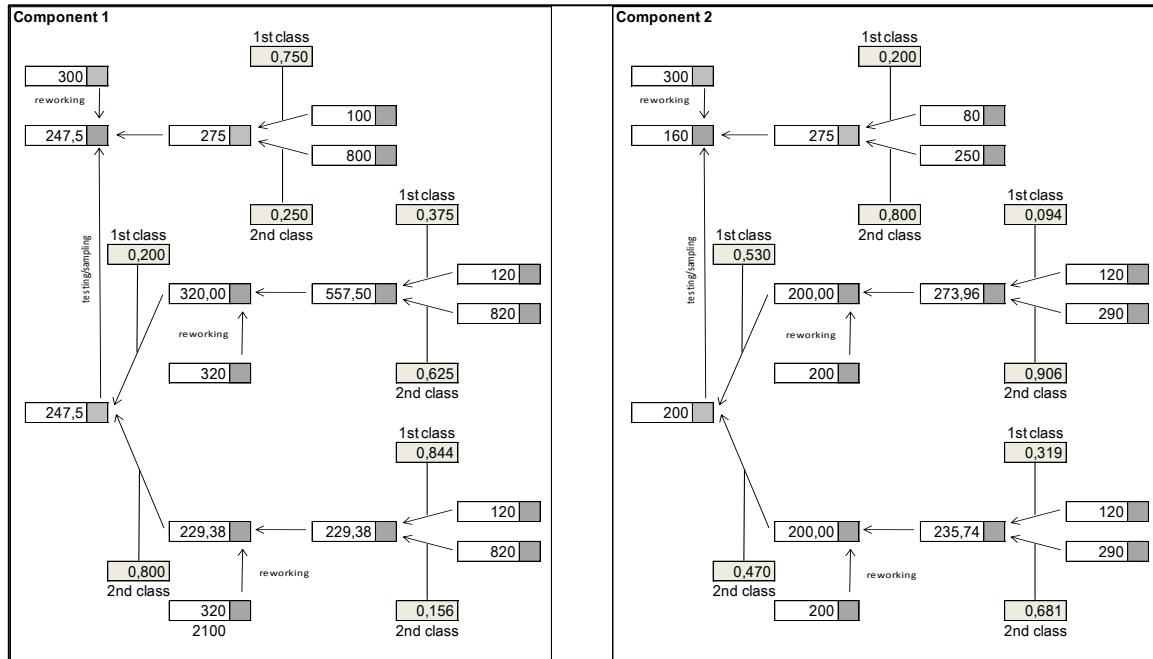 Component 1
1st class
0,750
300
reworking
100
247,5
275
800
1st class
0,250
0,375
1st class
2nd class
0,200
testing/sampling
120
320,00
557,50
820
reworking
320
0,625
2nd class
247,5
1st class
0,844
120
229,38
229,38
820
0,800
reworking
2nd class
320
0,156
2100
2nd class
Component 2
1st class
0,200
300
reworking
80
160
275
250
1st class
0,800
0,094
1st class
2nd class
0,530
testing/sampling
120
200,00
273,96
290
reworking
200
0,906
2nd class
200
1st class
0,319
120
200,00
235,74
290
0,470
reworking
2nd class
200
0,681
2nd class